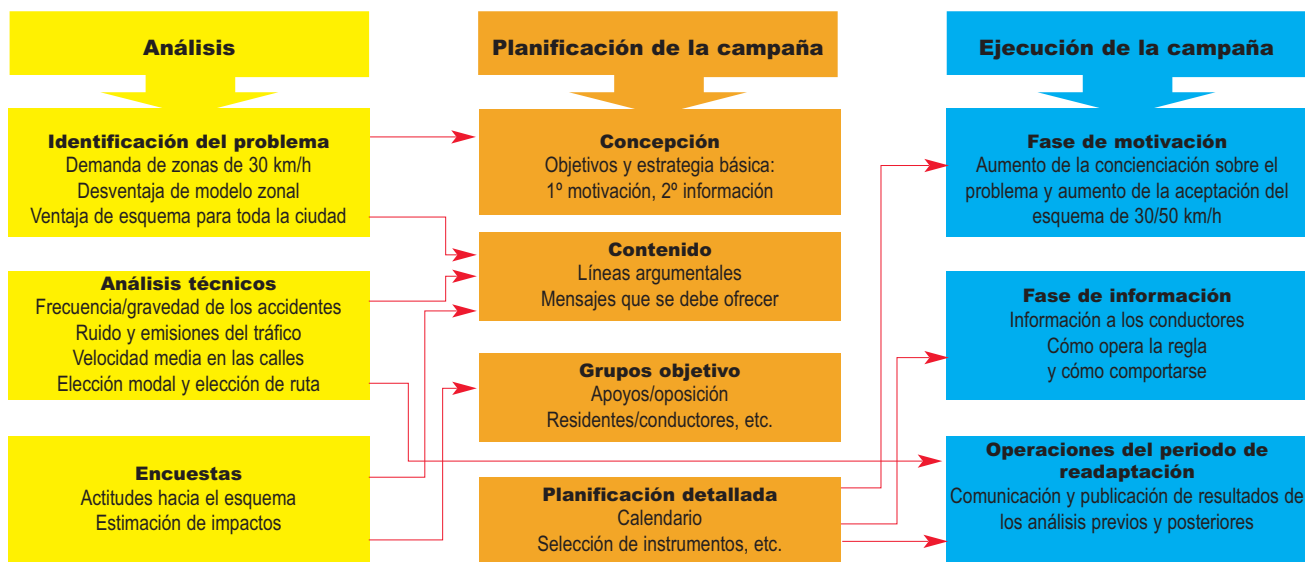 Análisis
Identificación del problema
Demanda de zonas de 30 km/h
Desventaja de modelo zonal
Ventaja de esquema para toda la ciudad
Análisis técnicos
Frecuencia/gravedad de los accidentes
Ruido y emisiones del tráfico
Velocidad media en las calles
Elección modal y elección de ruta
Encuestas
Actitudes hacia el esquema
Estimación de impactos
Planificación de la campaña
Concepción
Objetivos y estrategia básica:
1º motivación, 2º información
Contenido
Líneas argumentales
Mensajes que se debe ofrecer
Grupos objetivo
Apoyos/oposición
Residentes/conductores, etc.
Planificación detallada
Calendario
Selección de instrumentos, etc.
Ejecución de la campaña
Fase de motivación
Aumento de la concienciación sobre el
problema y aumento de la aceptación del
esquema de 30/50 km/h
Fase de información
Información a los conductores
Cómo opera la regla
y cómo comportarse
Operaciones del periodo de
readaptación
Comunicación y publicación de resultados de
los análisis previos y posteriores